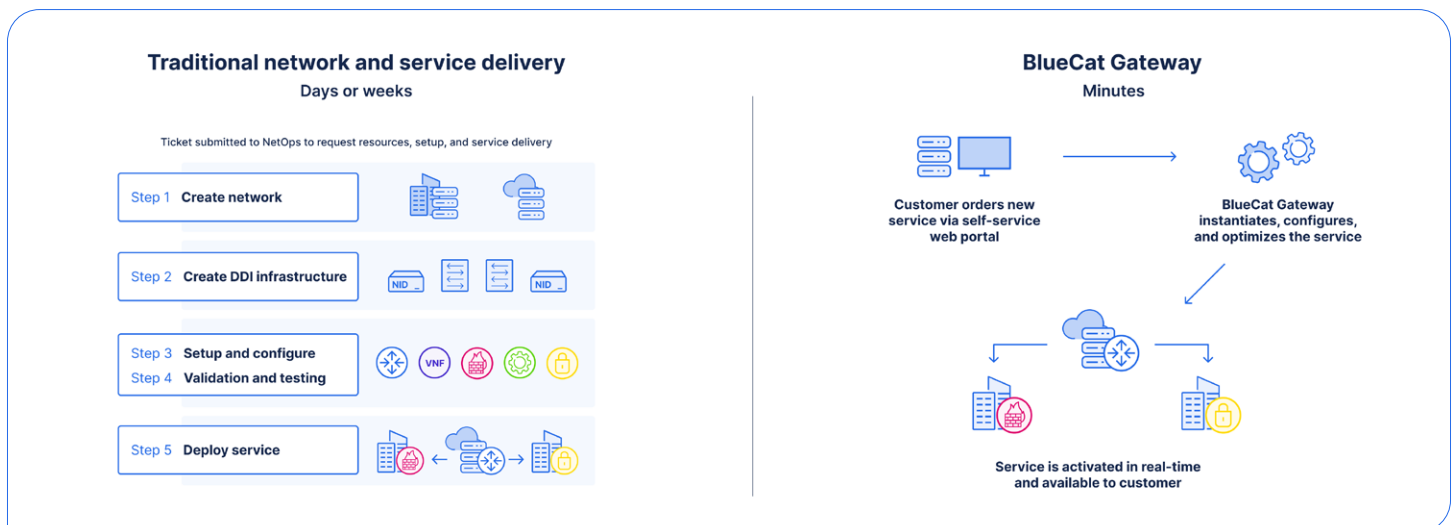 Traditional network and service delivery
Days or weeks
Ticket submitted to NetOps to request resources, setup, and service delivery
Step 1 Create network
Step 2 Create DDI infrastructure
NID _
NID _
Step 3 Setup and configure
Step 4 Validation and testing
VNF
Step 5 Deploy service
BlueCat Gateway
Minutes
Customer orders new
service via self-service
web portal
BlueCat Gateway
instantiates, configures,
and optimizes the service
Service is activated in real-time
and available to customer